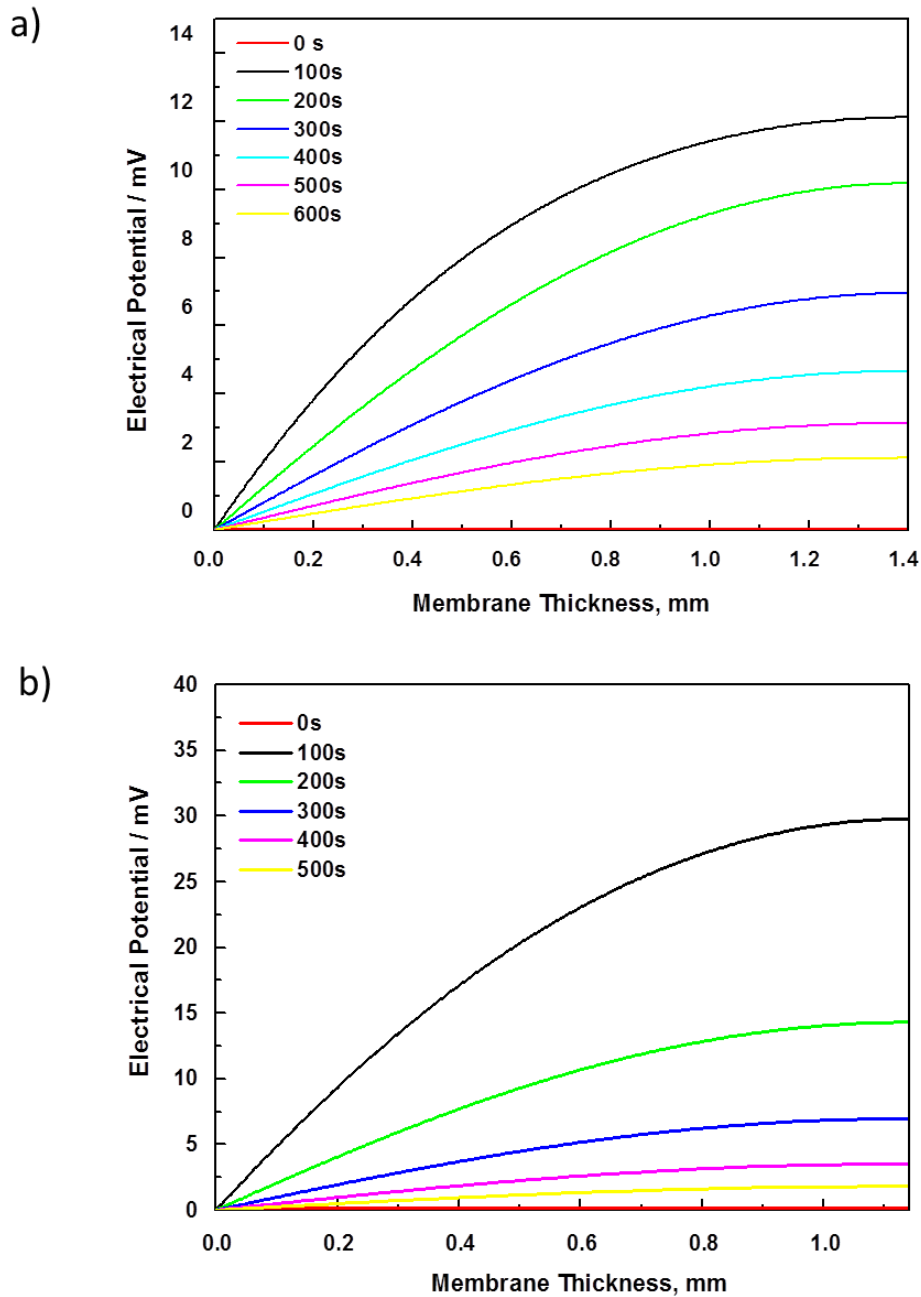 a)
14
12
10
8
6
4
2
0
Electrical Potential / mV
0 s
100s
200s
300s
400s
500s
600s
0.0 0.2 0.4 0.6 0.8 1.0 1.2 1.4
Membrane Thickness, mm
b)
40
35
30
25
20
15
10
5
0
Electrical Potential / mV
0s
100s
200s
300s
400s
500s
0.0 0.2 0.4 0.6 0.8 1.0
Membrane Thickness, mm